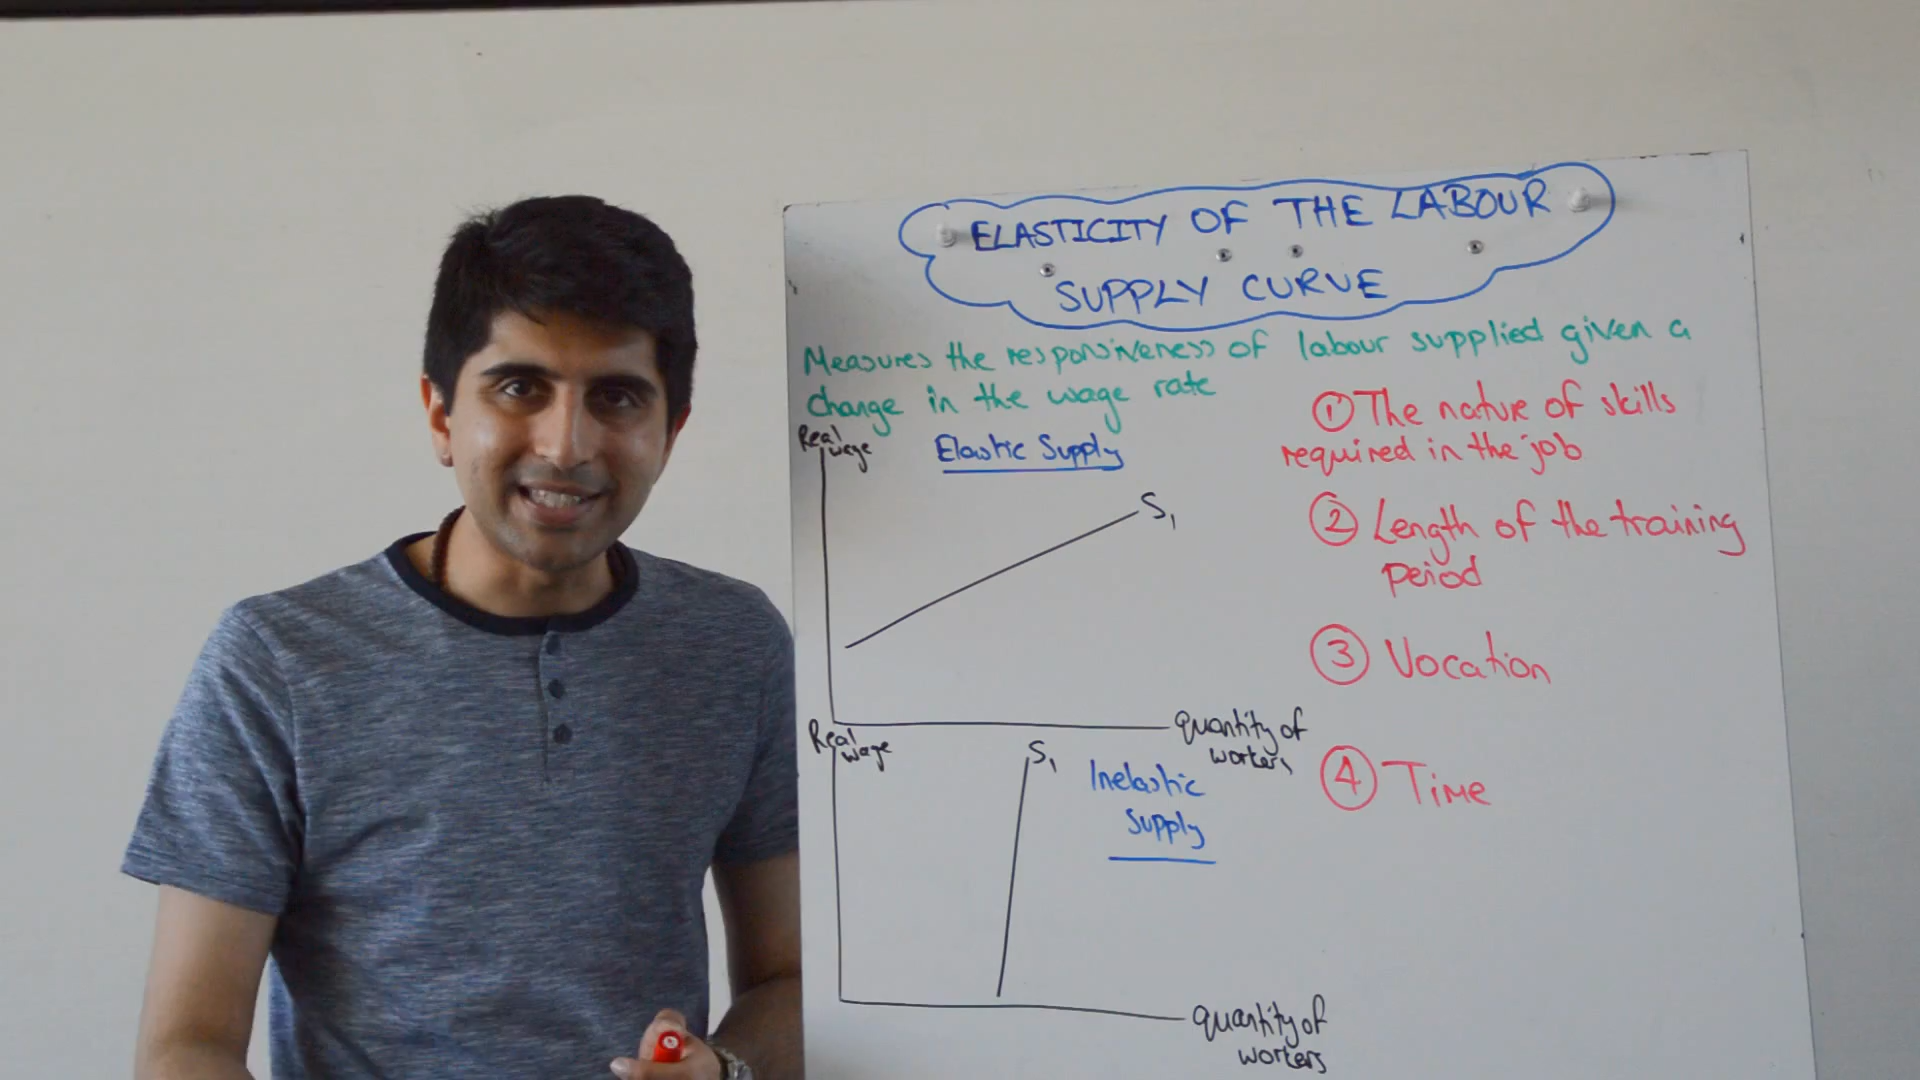 ELASTICITY OF THE LABOUR
SUPPLY CURVE
Measures the responsiveness of labour supplied given a
change in the wage rate
Real
wage
Elastic Supply
S1
quantity of
workers
Real
wage
S1
Inelastic
Supply
quantity of
workers
① The nature of skills
required in the job
② Length of the training
period
③ Vocation
④ Time